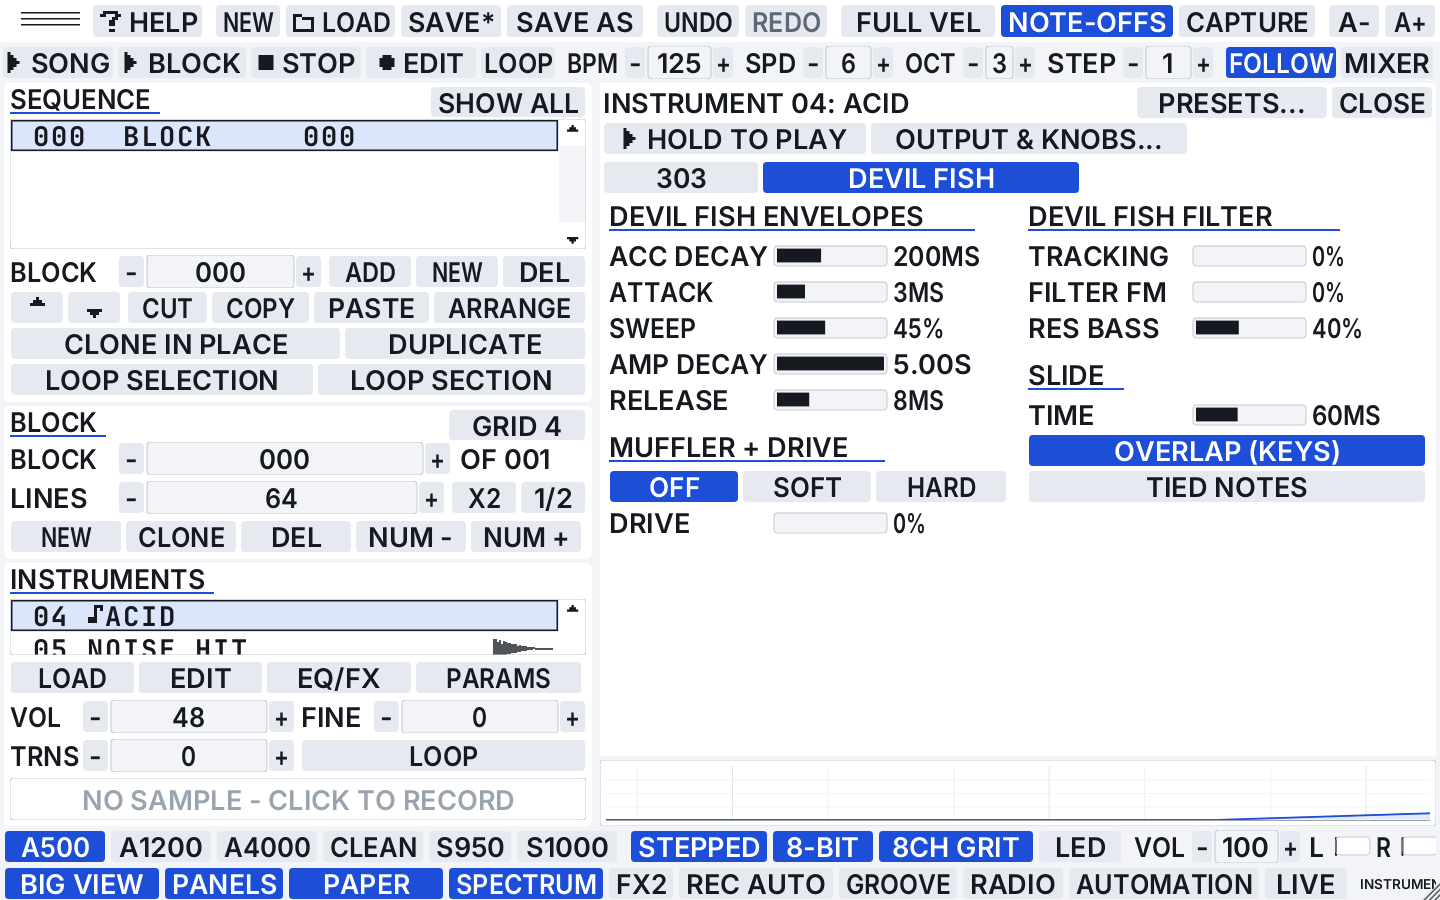 HELP NEW LOAD SAVE* SAVE AS UNDO REDO FULL VEL NOTE-OFFS CAPTURE A- A+
SONG BLOCK STOP EDIT LOOP BPM - 125 + SPD - 6 + OCT - 3 + STEP - 1 + FOLLOW MIXER
SEQUENCE SHOW ALL
000 BLOCK 000
BLOCK - 000 + ADD NEW DEL
CUT COPY PASTE ARRANGE
CLONE IN PLACE DUPLICATE
LOOP SELECTION LOOP SECTION
BLOCK GRID 4
BLOCK - 000 + OF 001
LINES - 64 + X2 1/2
NEW CLONE DEL NUM - NUM +
INSTRUMENTS
04 ACID
05 NOISE HIT
LOAD EDIT EQ/FX PARAMS
VOL - 48 + FINE - 0 +
TRNS - 0 + LOOP
NO SAMPLE - CLICK TO RECORD
INSTRUMENT 04: ACID PRESETS... CLOSE
HOLD TO PLAY OUTPUT & KNOBS...
303 DEVIL FISH
DEVIL FISH ENVELOPES
ACC DECAY 200MS
ATTACK 3MS
SWEEP 45%
AMP DECAY 5.00S
RELEASE 8MS
MUFFLER + DRIVE
OFF SOFT HARD
DRIVE 0%
DEVIL FISH FILTER
TRACKING 0%
FILTER FM 0%
RES BASS 40%
SLIDE
TIME 60MS
OVERLAP (KEYS)
TIED NOTES
A500 A1200 A4000 CLEAN S950 S1000 STEPPED 8-BIT 8CH GRIT LED VOL - 100 + L R
BIG VIEW PANELS PAPER SPECTRUM FX2 REC AUTO GROOVE RADIO AUTOMATION LIVE INSTRUMEN